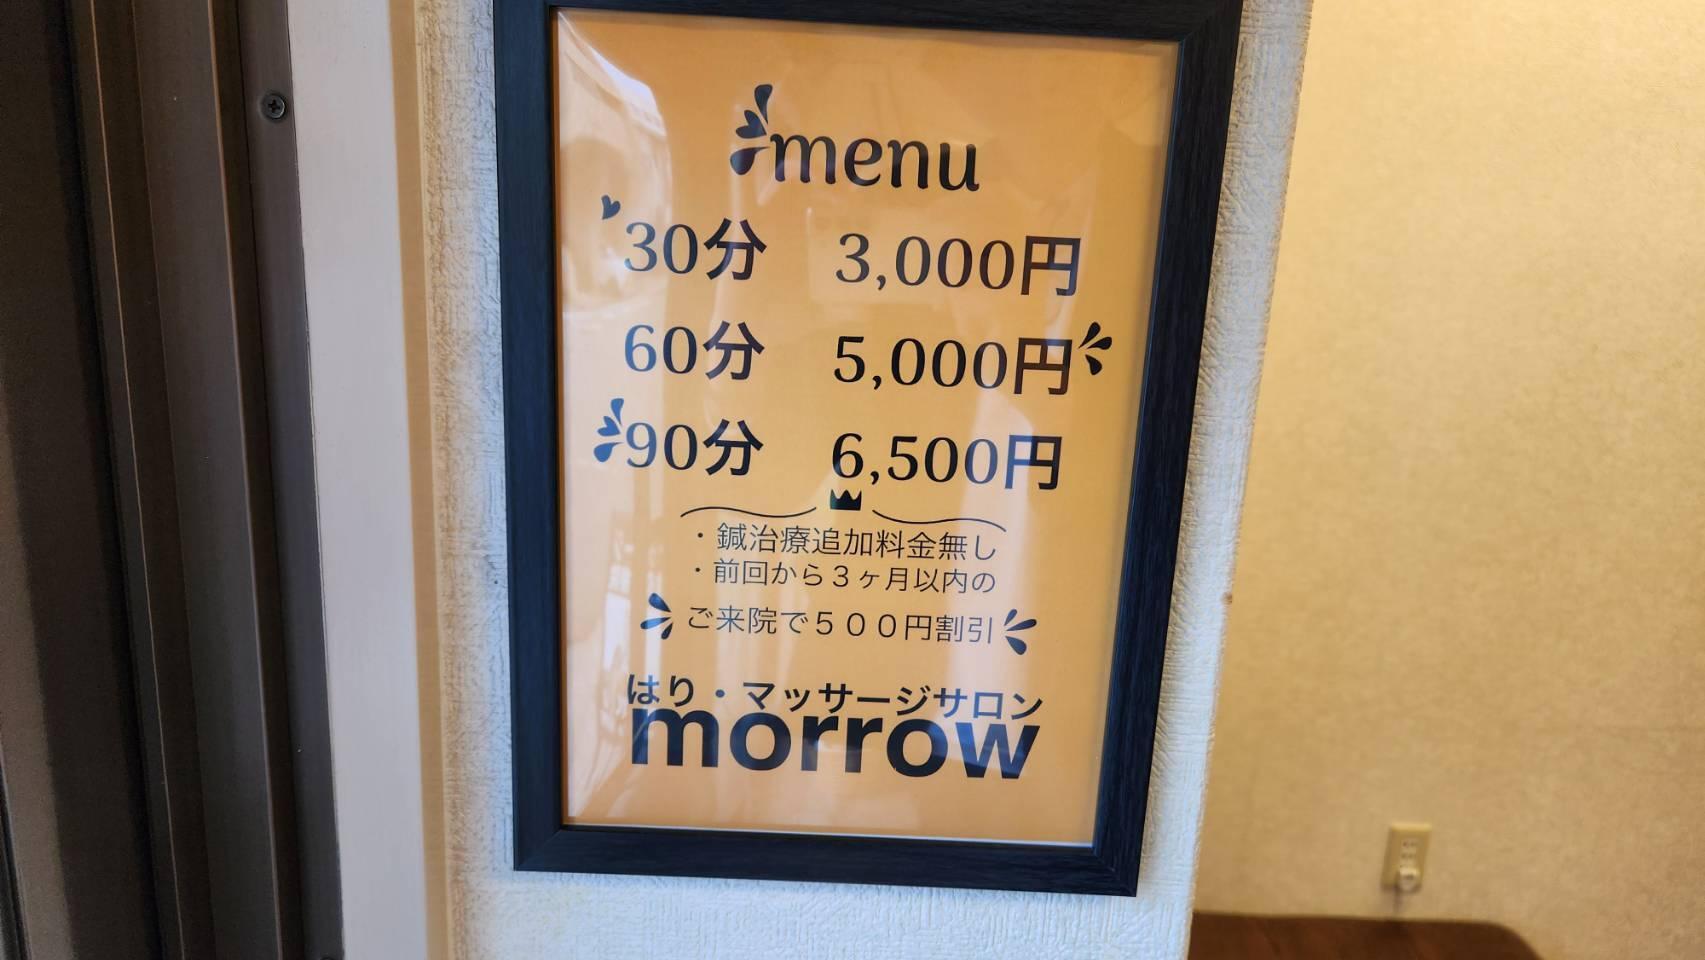 menu
30分 3,000円
60分 5,000円
90分 6,500円
・鍼治療追加料金無し
・前回から３ヶ月以内の
ご来院で５００円割引
はり・マッサージサロン
morrow